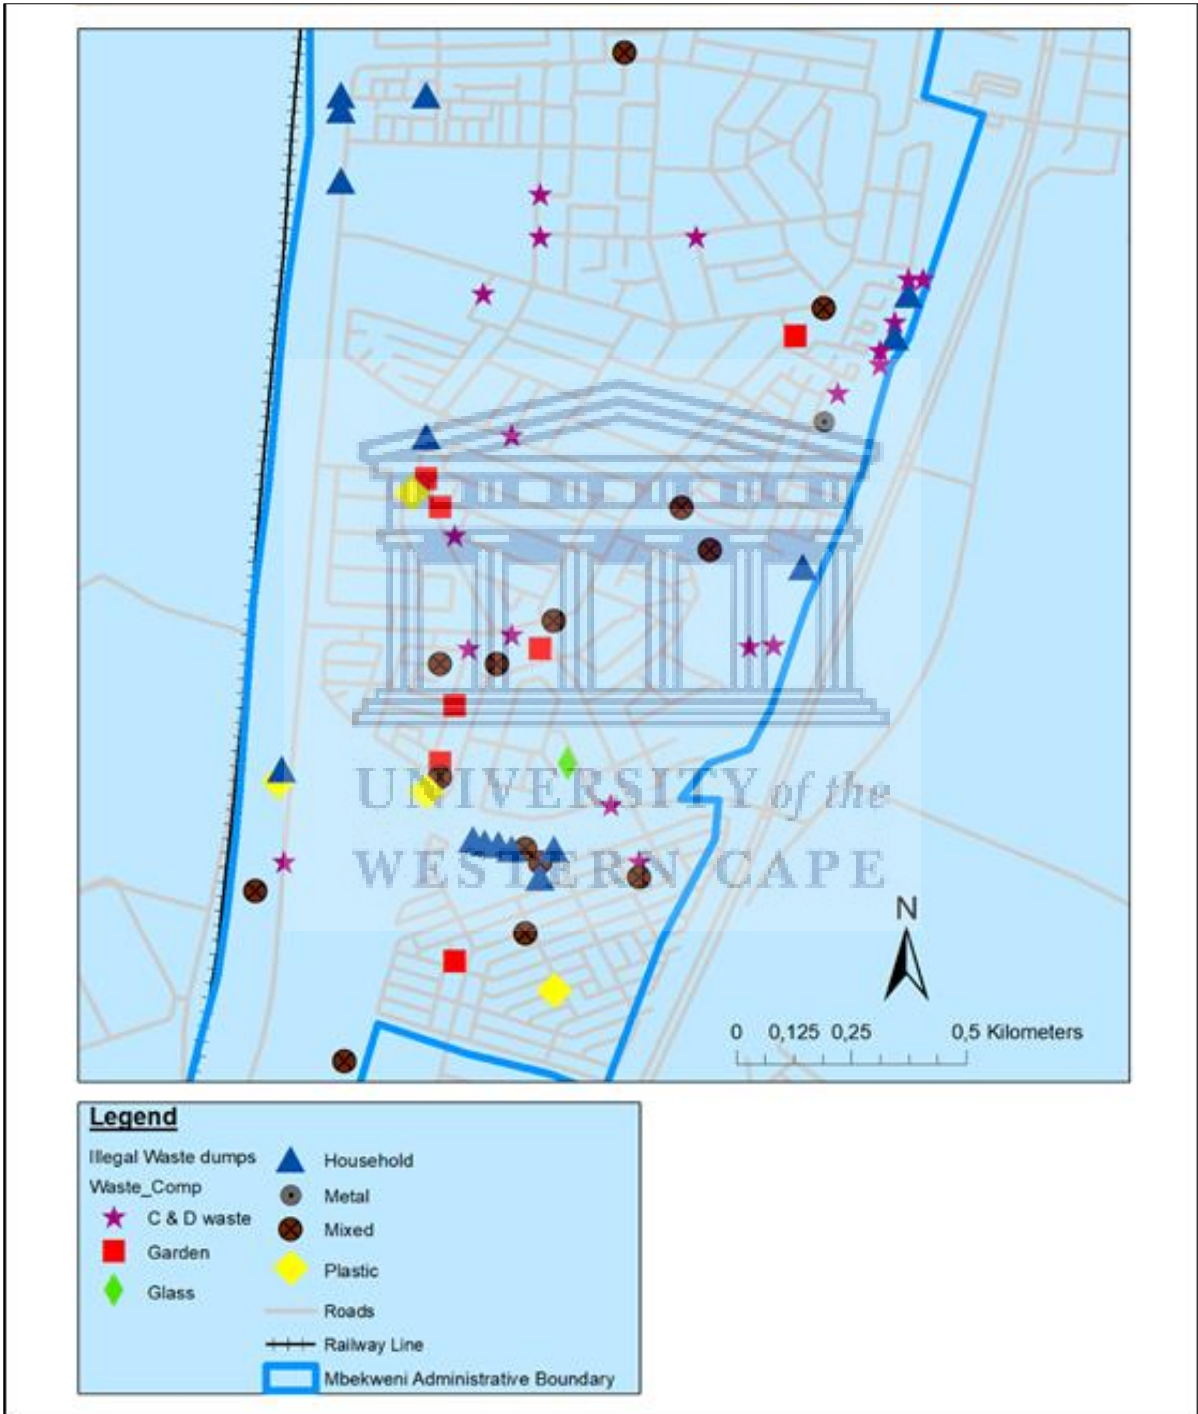 UNIVERSITY of the
WESTERN CAPE
N
0 0,125 0,25 0,5 Kilometers
Legend
Illegal Waste dumps
Waste_Comp
C & D waste
Garden
Glass
Household
Metal
Mixed
Plastic
Roads
Railway Line
Mbekweni Administrative Boundary